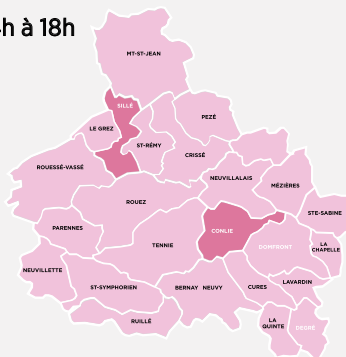 h à 18h
MT-ST-JEAN
SILLÉ
PEZÉ
LE GREZ
ST-RÉMY
CRISSÉ
ROUESSÉ-VASSÉ
NEUVILLALAIS
MÉZIÈRES
ROUEZ
STE-SABINE
PARENNES
CONLIE
TENNIE
DOMFRONT
LA
CHAPELLE
NEUVILLETTE
ST-SYMPHORIEN
BERNAY NEUVY
CURES
LAVARDIN
RUILLÉ
LA
QUINTE
DEGRÉ